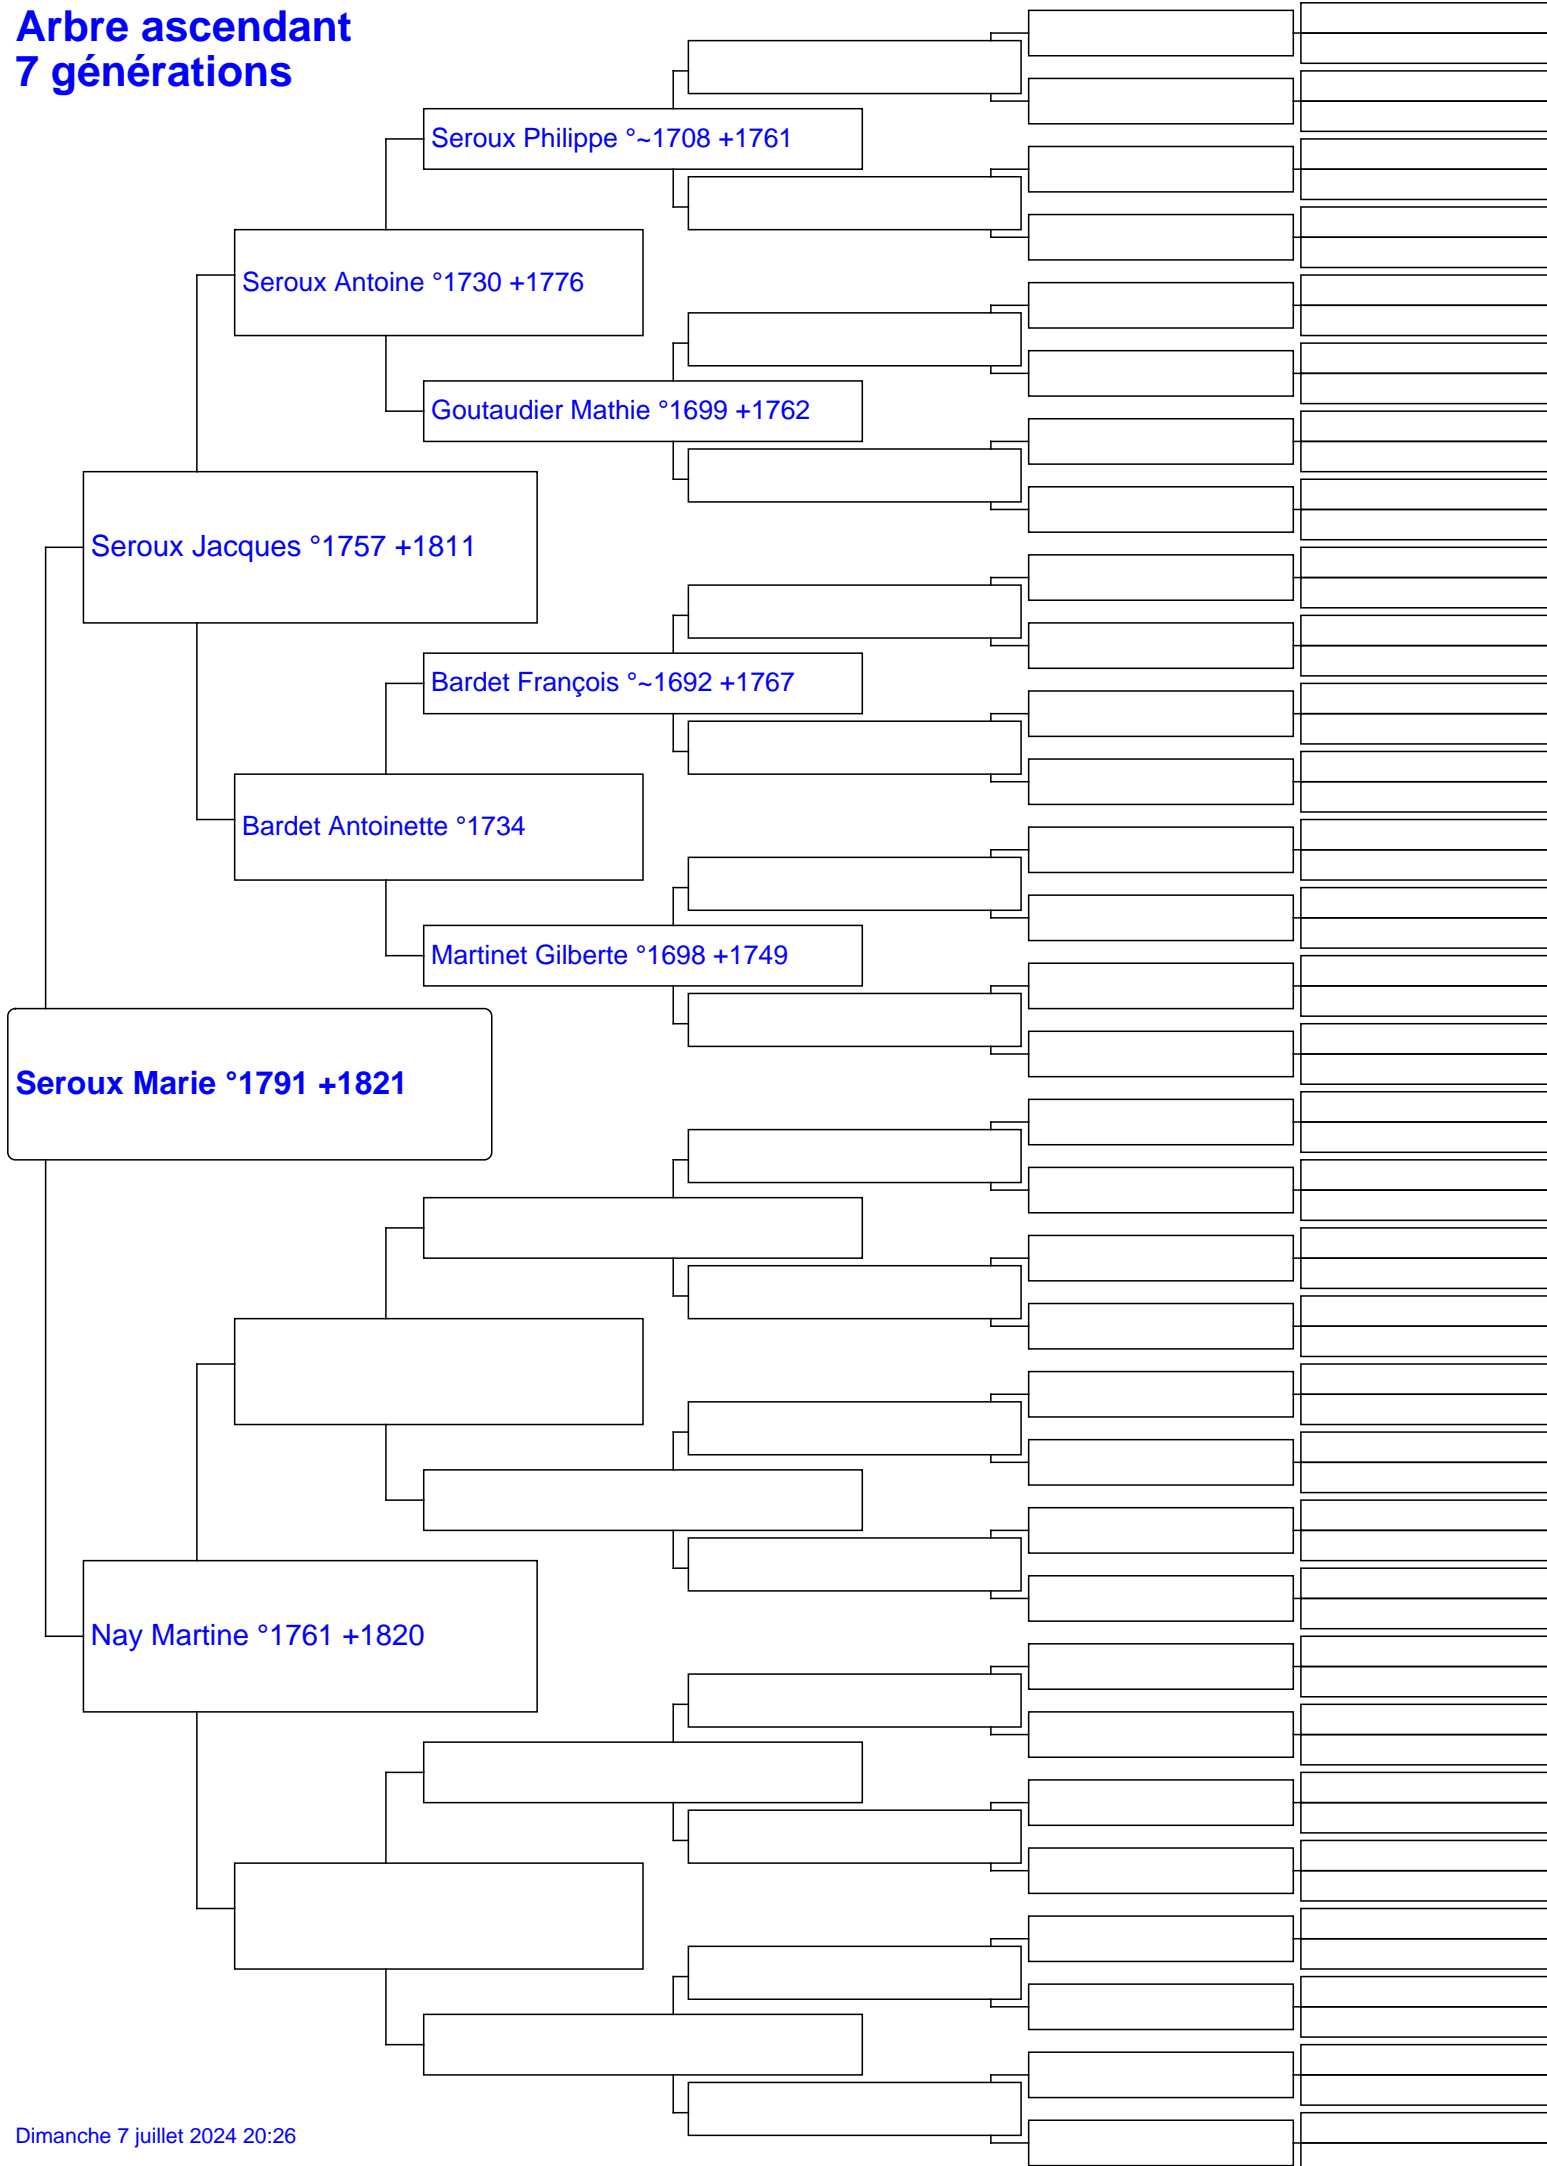 Arbre ascendant
7 générations
Seroux Philippe °~1708 +1761
Seroux Antoine °1730 +1776
Goutaudier Mathie °1699 +1762
Seroux Jacques °1757 +1811
Bardet François °~1692 +1767
Bardet Antoinette °1734
Martinet Gilberte °1698 +1749
Seroux Marie °1791 +1821
Nay Martine °1761 +1820
Dimanche 7 juillet 2024 20:26